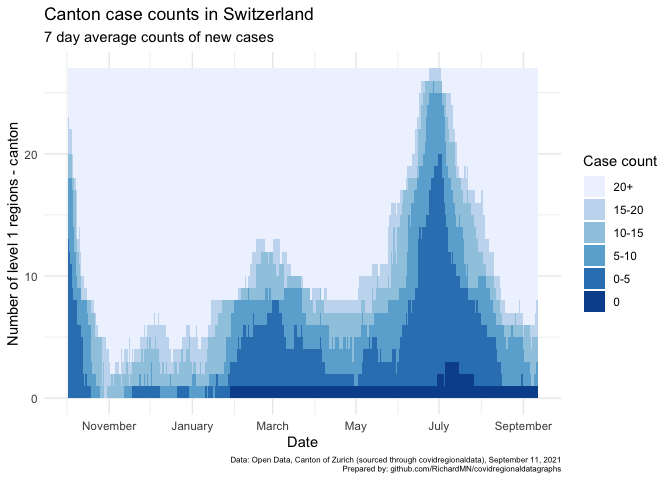 Canton case counts in Switzerland
7 day average counts of new cases
Number of level 1 regions - canton
20
10
0
November January March May July September
Date
Case count
20+
15-20
10-15
5-10
0-5
0
Data: Open Data, Canton of Zurich (sourced through covidregionaldata), September 11, 2021
Prepared by: github.com/RichardMN/covidregionaldatagraphs